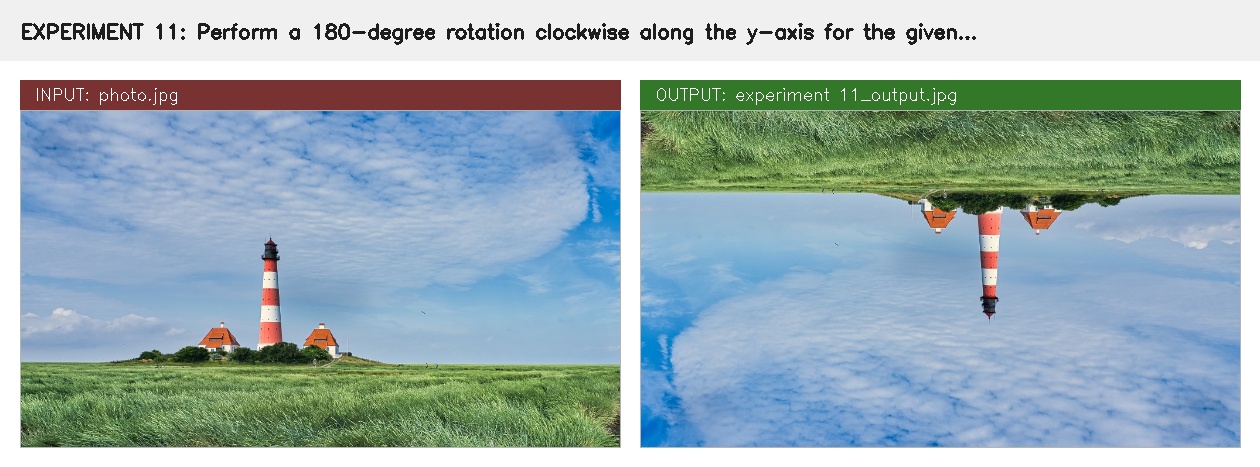 EXPERIMENT 11: Perform a 180-degree rotation clockwise along the y-axis for the given...
INPUT: photo.jpg
OUTPUT: experiment 11_output.jpg